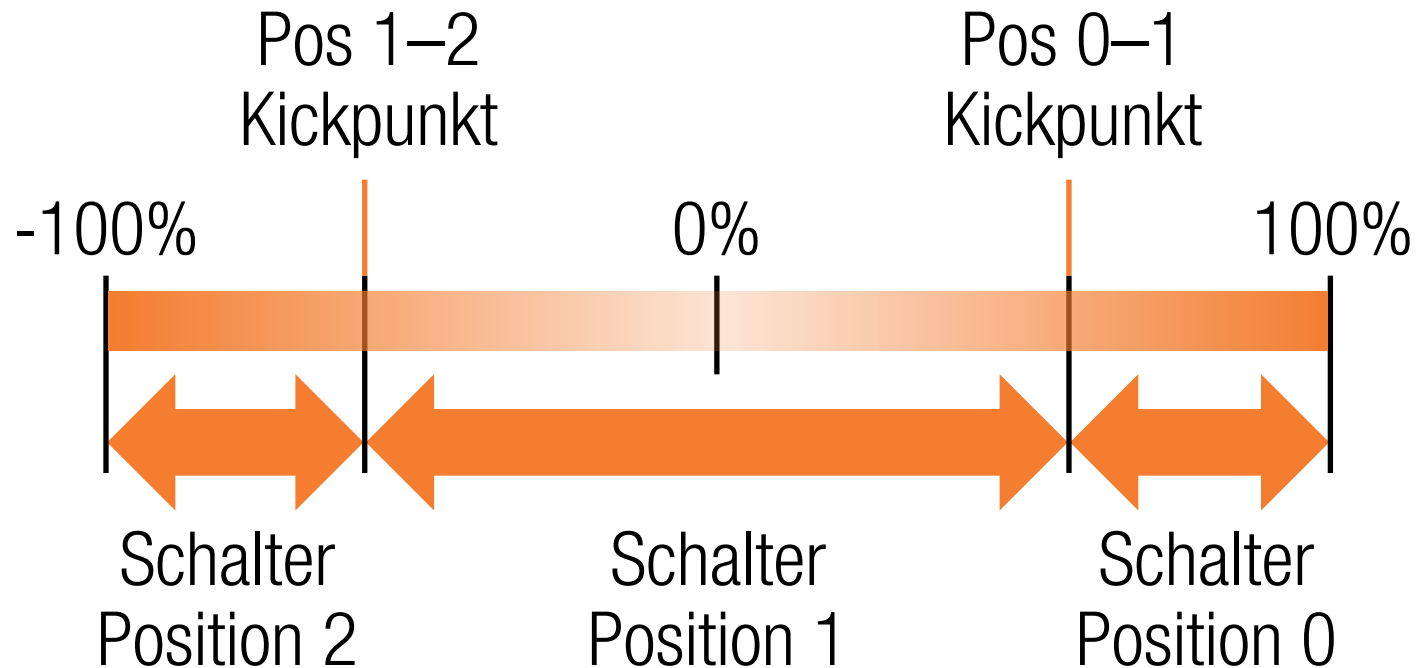 Pos 1–2
Kickpunkt
Pos 0–1
Kickpunkt
-100%
0%
100%
Schalter
Position 2
Schalter
Position 1
Schalter
Position 0